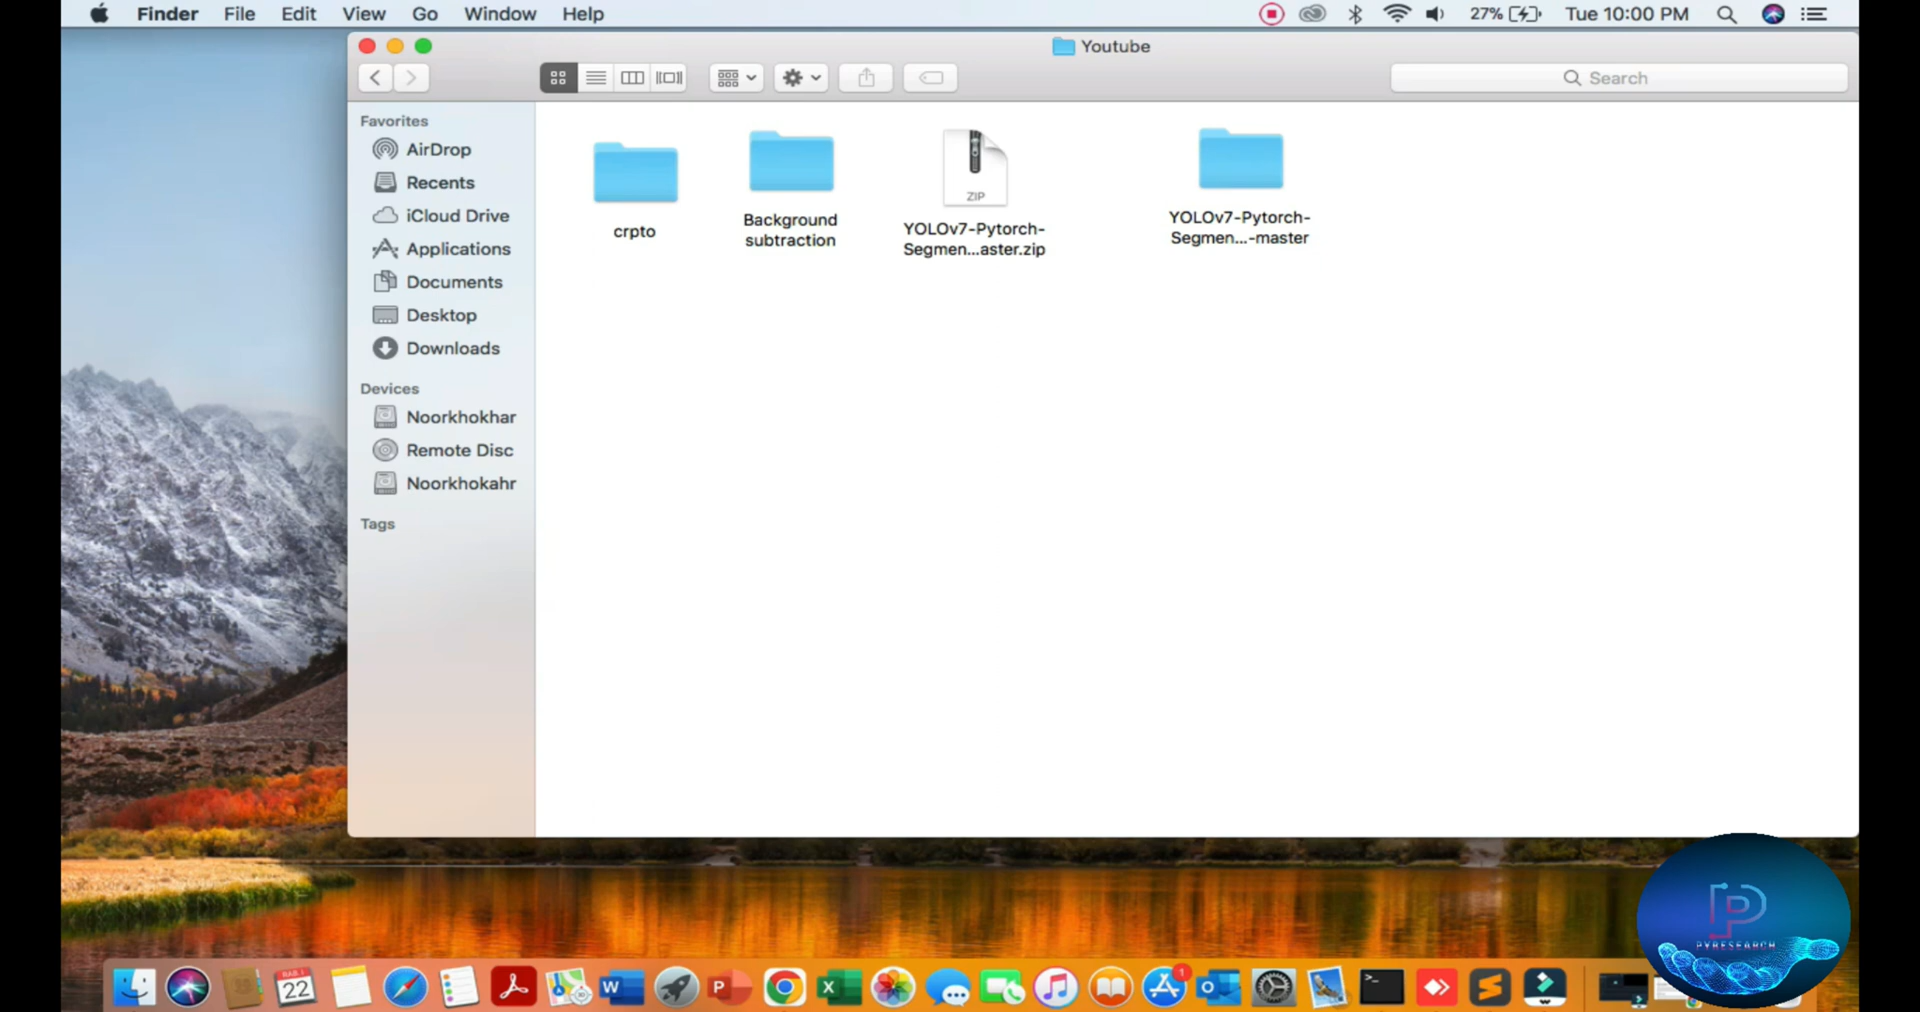 Finder File Edit View Go Window Help
27% Tue 10:00 PM
Youtube
Search
Favorites
AirDrop
Recents
iCloud Drive
Applications
Documents
Desktop
Downloads
Devices
Noorkhokhar
Remote Disc
Noorkhokahr
Tags
crpto
Background
subtraction
ZIP
YOLOv7-Pytorch-
Segmen...aster.zip
YOLOv7-Pytorch-
Segmen...-master
22
W
P
X
1
O
PYRESEARCH